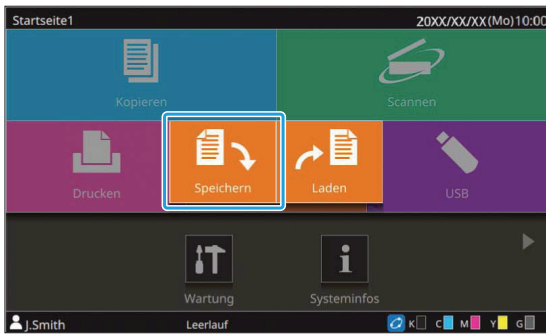 Startseite1 20XX/XX/XX(Mo)10:00
Kopieren Scannen
Drucken Speichern Laden USB
Wartung Systeminfos
J.Smith Leerlauf K C M Y G